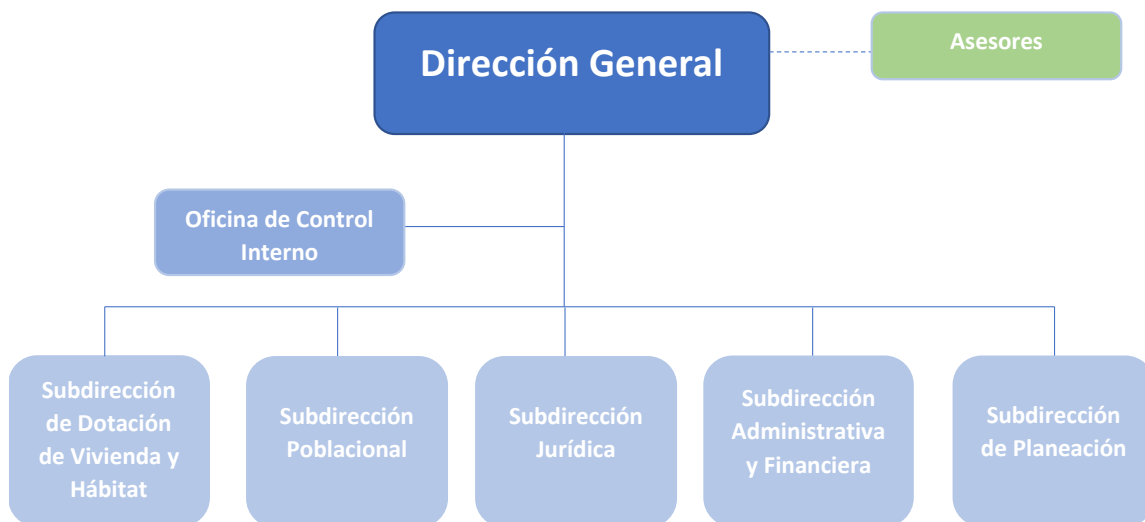 Dirección General
Asesores
Oficina de Control
Interno
Subdirección
de Dotación
de Vivienda y
Hábitat
Subdirección
Poblacional
Subdirección
Jurídica
Subdirección
Administrativa
y Financiera
Subdirección
de Planeación